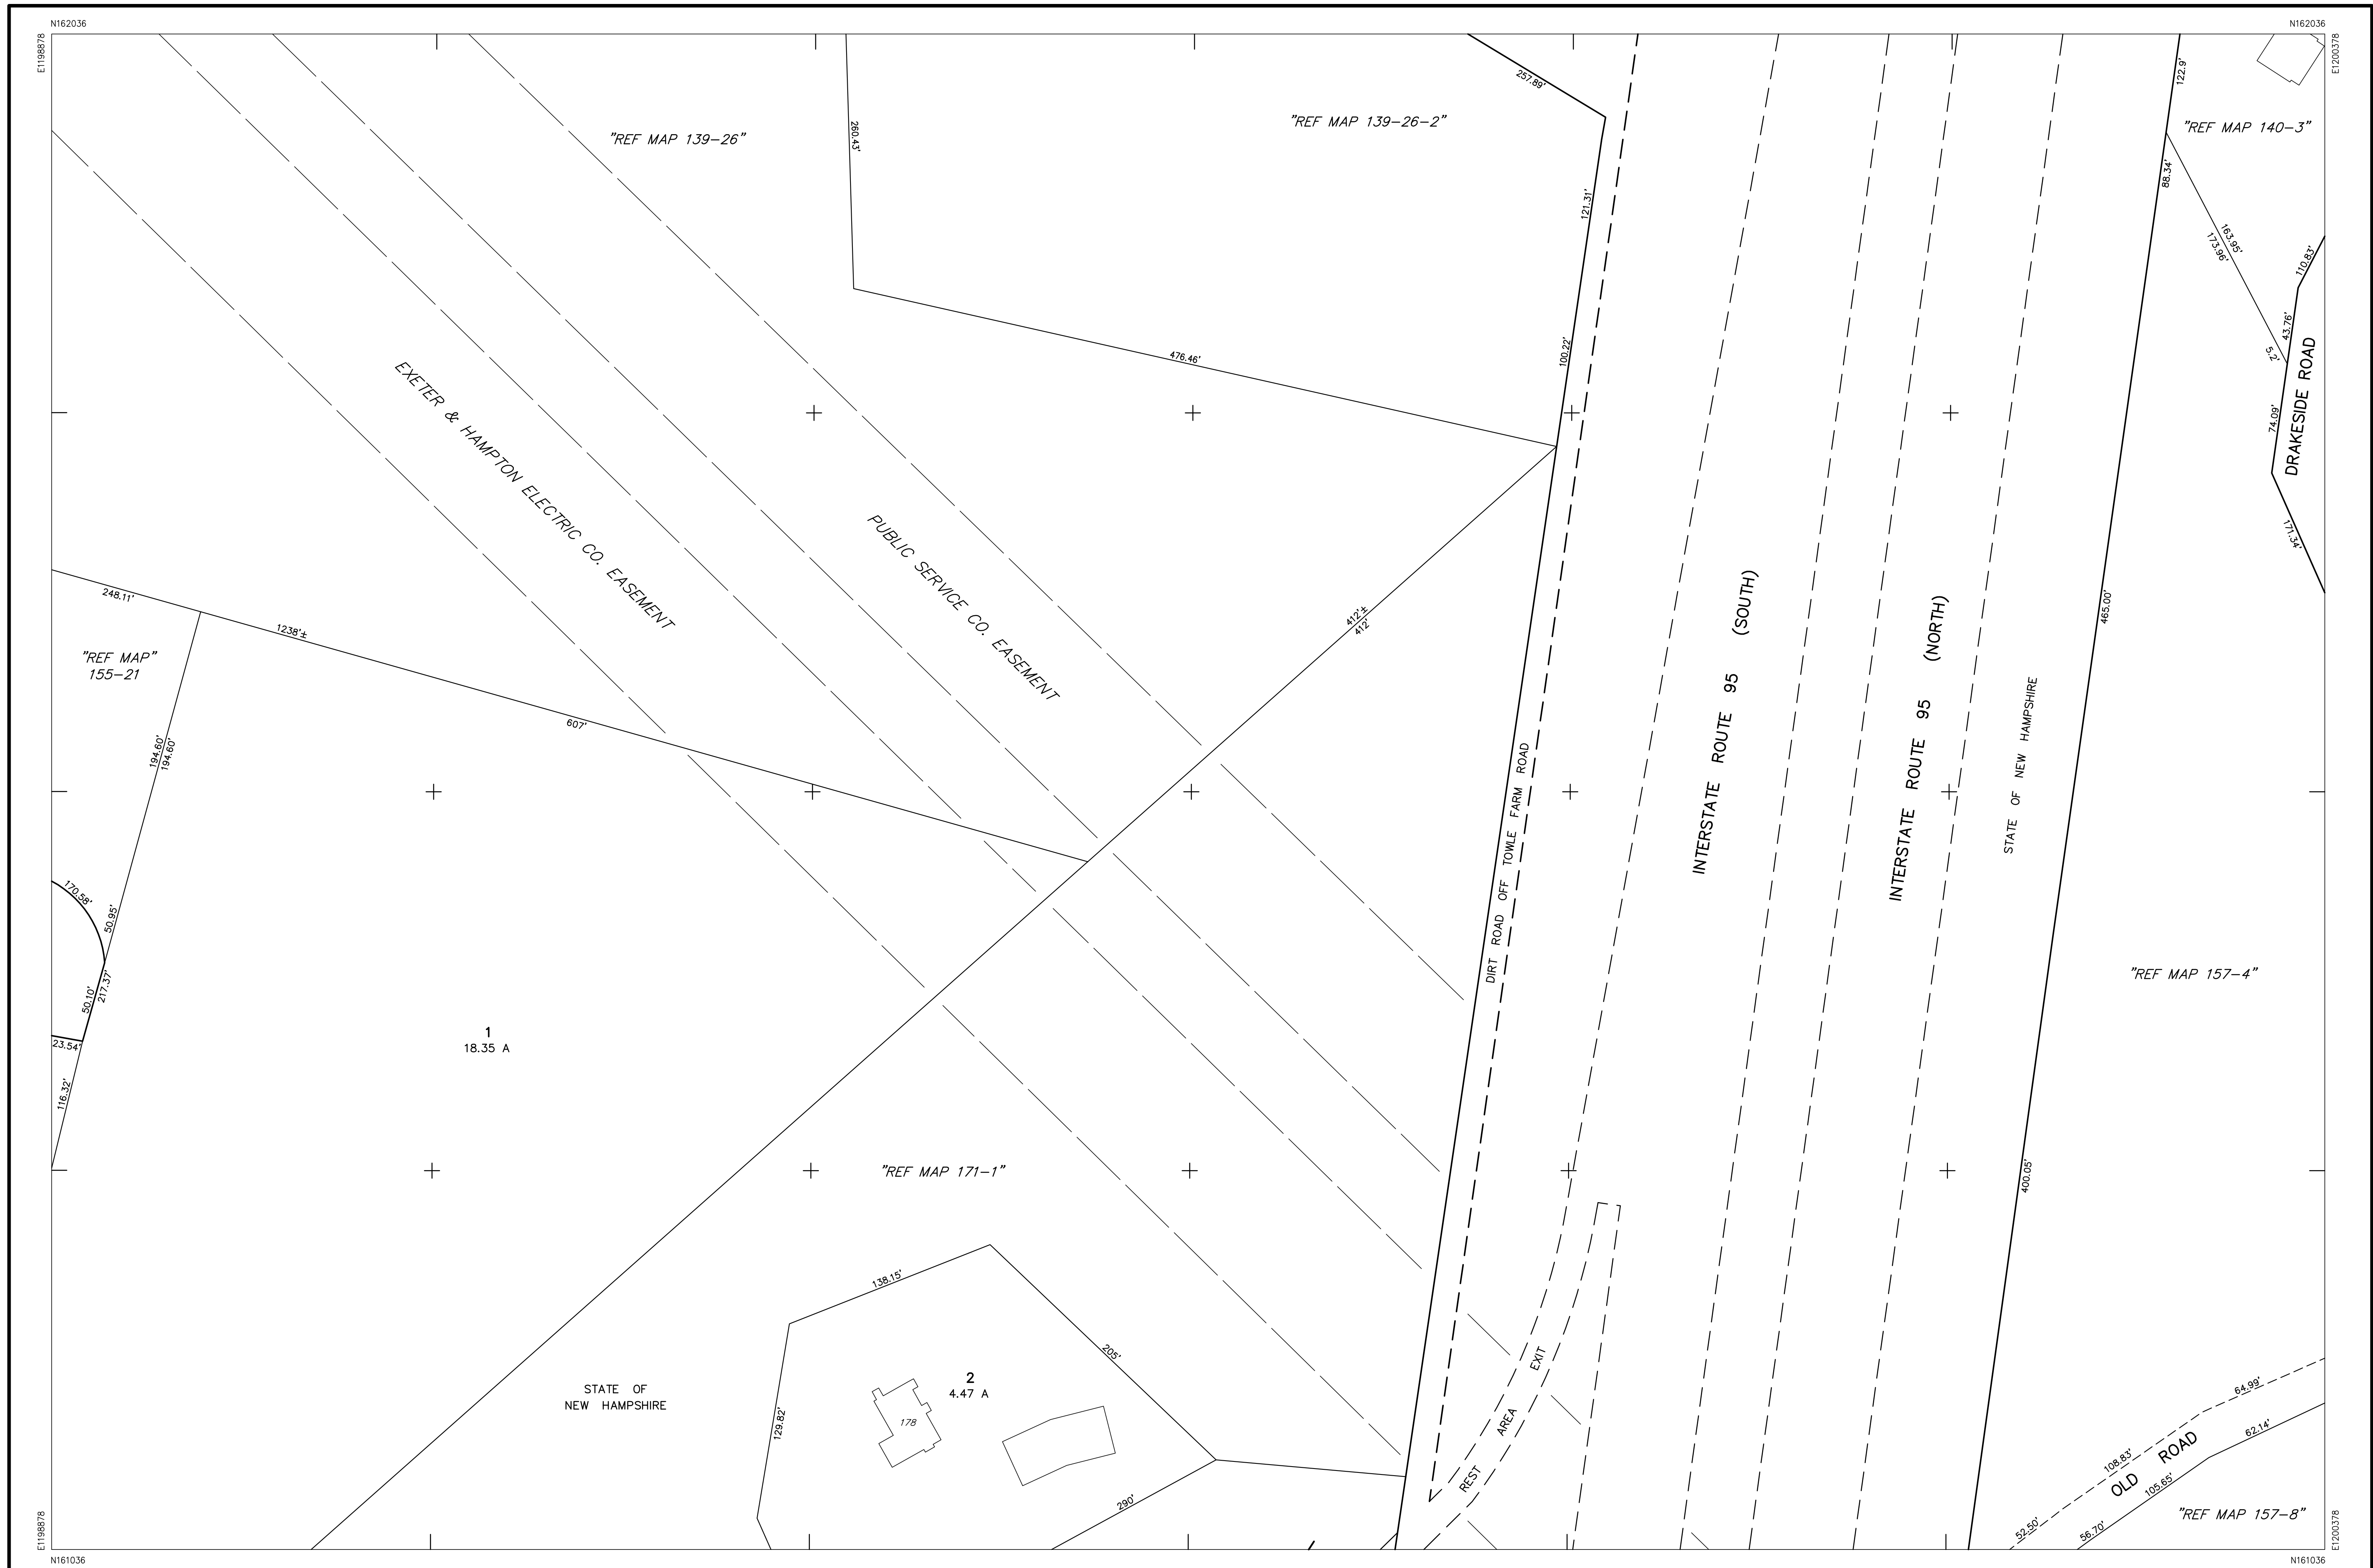 N162036
N162036
E1198878
E1200378
"REF MAP 139-26"
260.43'
"REF MAP 139-26-2"
257.89'
121.31'
100.22'
476.46'
122.9'
"REF MAP 140-3"
88.34'
163.95'
173.96'
110.83'
43.76'
5.2'
74.09'
DRAKESIDE ROAD
171.34'
EXETER & HAMPTON ELECTRIC CO. EASEMENT
PUBLIC SERVICE CO. EASEMENT
412'±
412'
INTERSTATE ROUTE 95 (SOUTH)
INTERSTATE ROUTE 95 (NORTH)
STATE OF NEW HAMPSHIRE
465.00'
DIRT ROAD OFF TOWLE FARM ROAD
248.11'
1238'±
607'
"REF MAP"
155-21
194.60'
194.60'
170.58'
50.95'
50.10'
217.37'
23.54'
116.32'
1
18.35 A
"REF MAP 157-4"
400.05'
"REF MAP 171-1"
138.15'
205'
129.82'
2
4.47 A
178
290'
STATE OF
NEW HAMPSHIRE
REST AREA EXIT
64.99'
62.14'
108.83'
OLD ROAD
105.65'
52.50'
56.70'
"REF MAP 157-8"
E1198878
E1200378
N161036
N161036